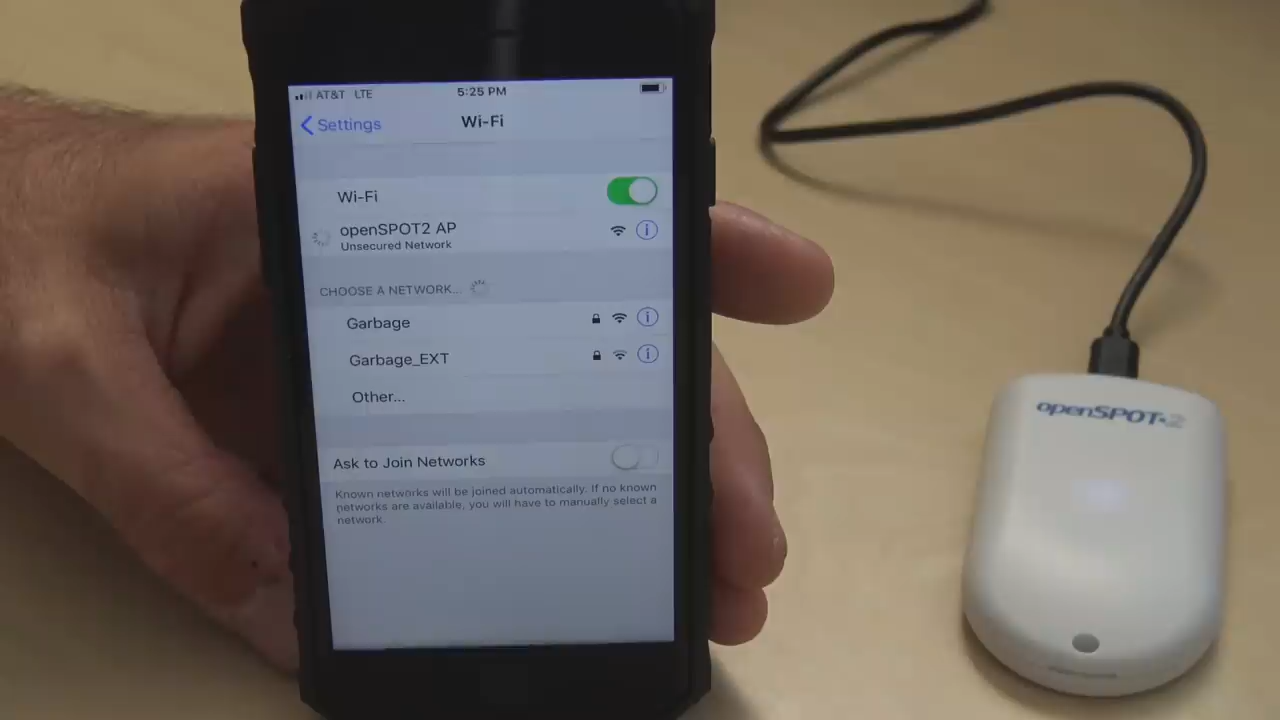 AT&T LTE 5:25 PM
Settings Wi-Fi
Wi-Fi
openSPOT2 AP
Unsecured Network
CHOOSE A NETWORK...
Garbage
Garbage_EXT
Other...
Ask to Join Networks
Known networks will be joined automatically. If no known
networks are available, you will have to manually select a
network.
openSPOT·2